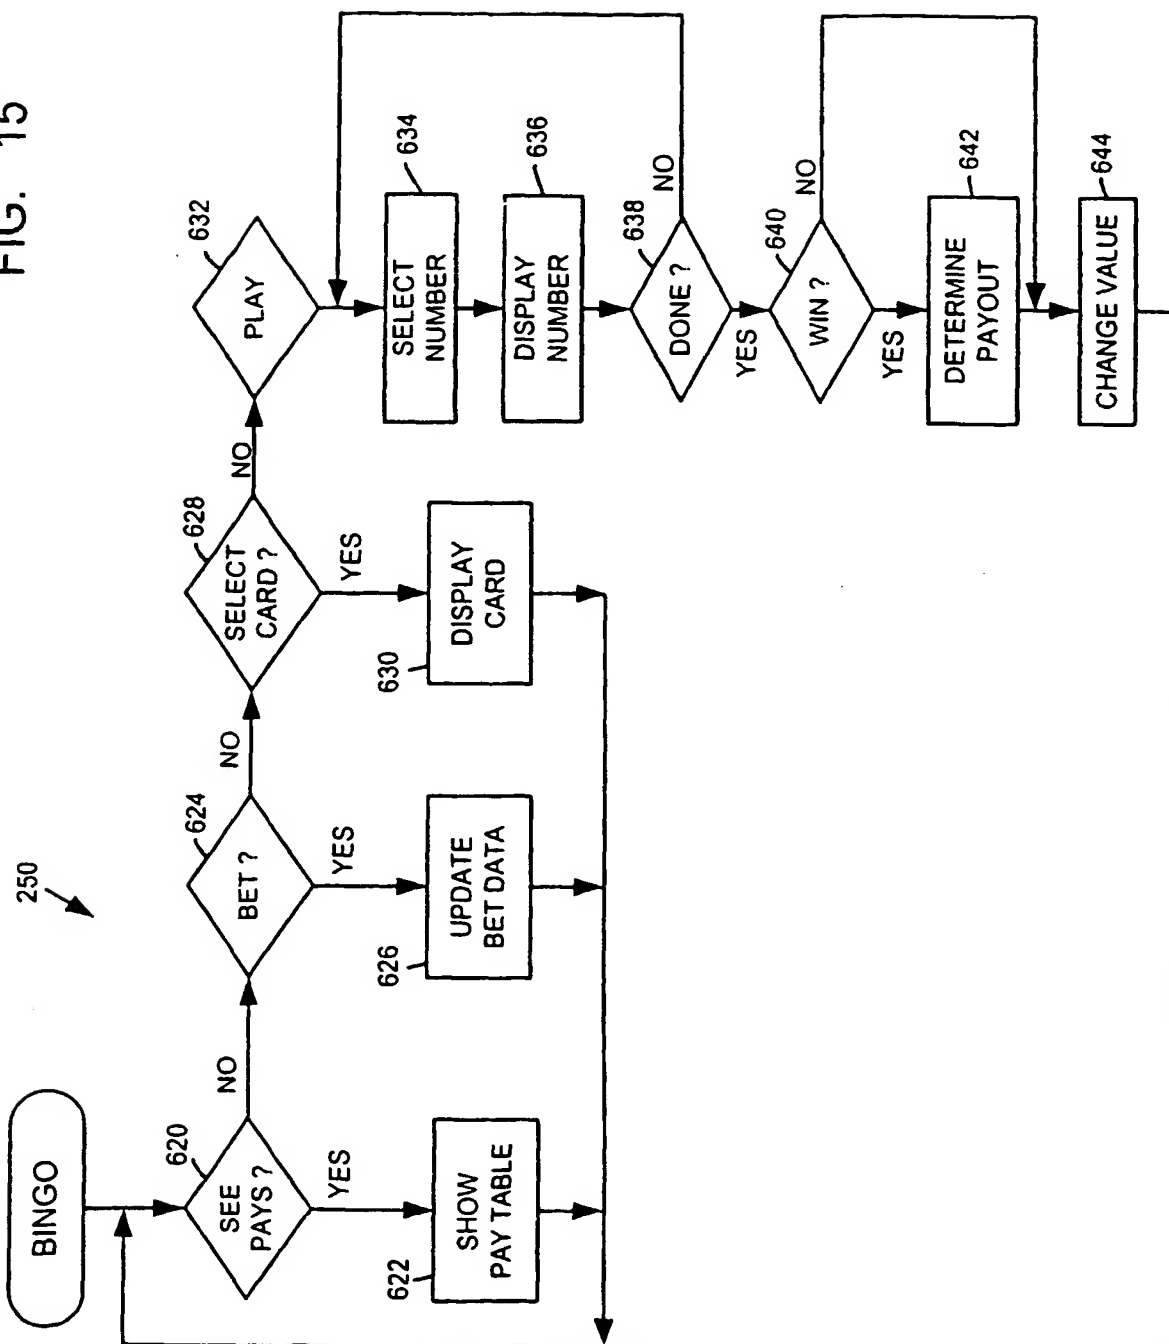 FIG. 15
250
BINGO
620
SEE
PAYS ?
NO
YES
622
SHOW
PAY TABLE
624
BET ?
NO
YES
626
UPDATE
BET DATA
628
SELECT
CARD ?
NO
YES
630
DISPLAY
CARD
632
PLAY
634
SELECT
NUMBER
636
DISPLAY
NUMBER
638
DONE ?
NO
YES
640
WIN ?
NO
YES
642
DETERMINE
PAYOUT
644
CHANGE VALUE